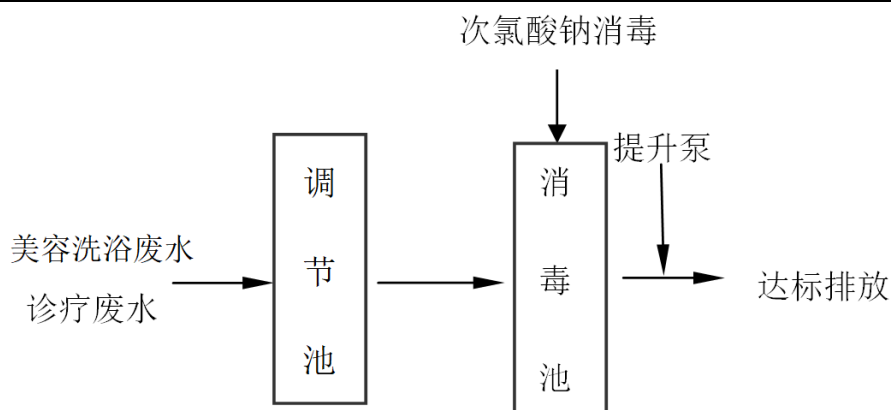 次氯酸钠消毒
提升泵
调节池
消毒池
美容洗浴废水
诊疗废水
达标排放